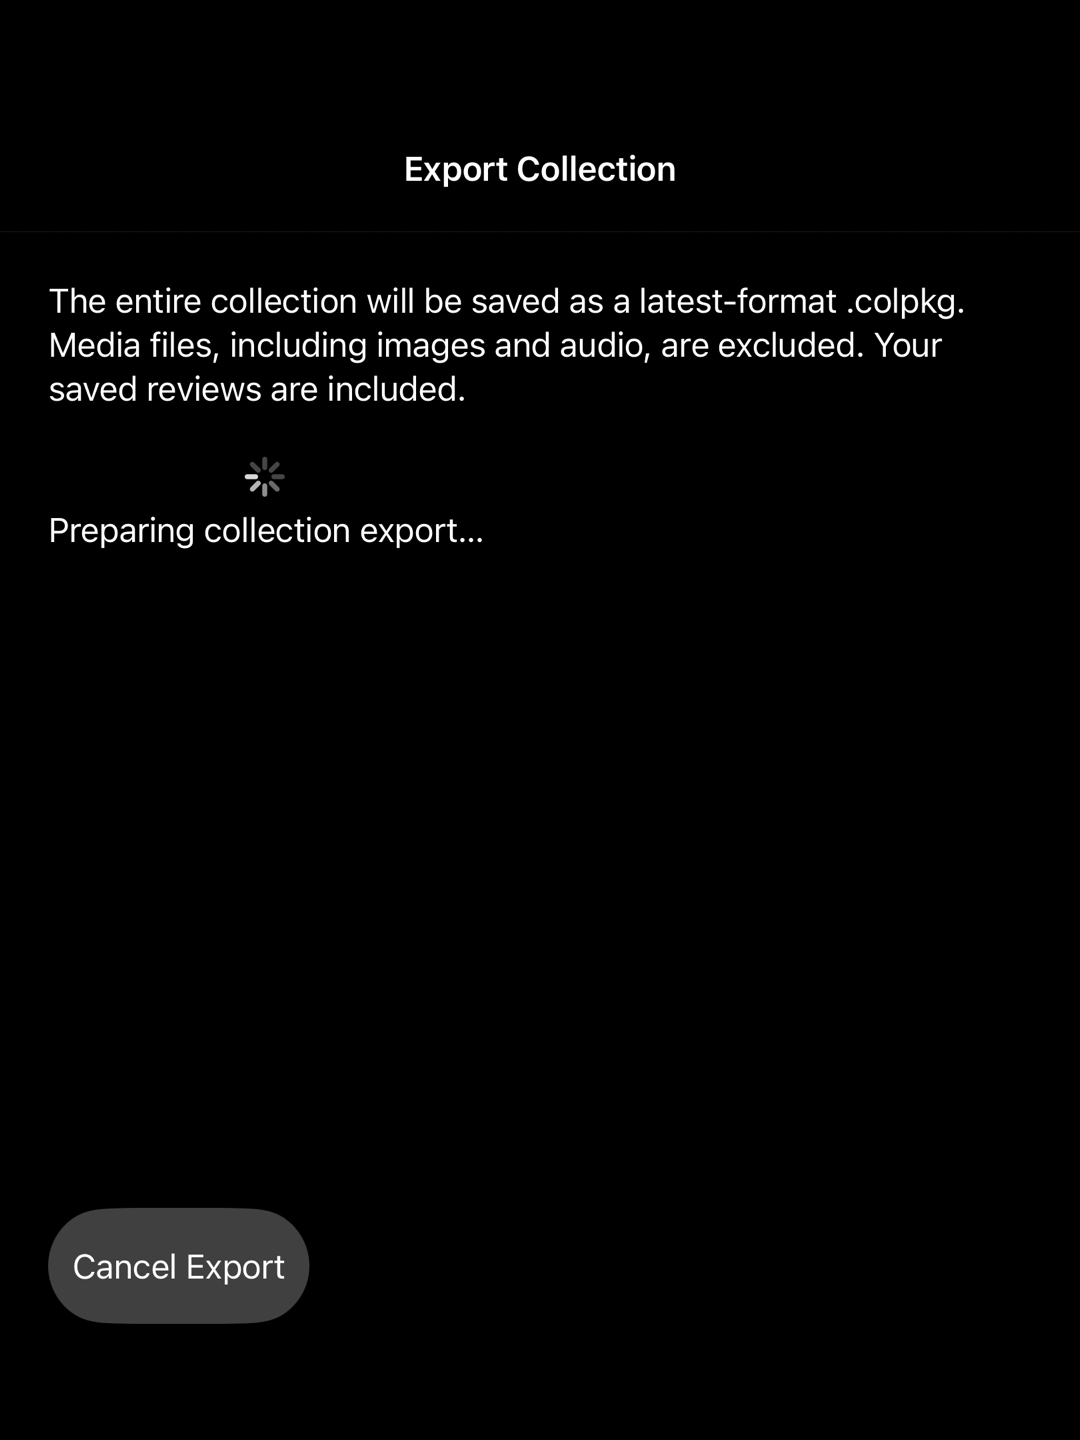 Export Collection
The entire collection will be saved as a latest-format .colpkg.
Media files, including images and audio, are excluded. Your
saved reviews are included.
Preparing collection export...
Cancel Export